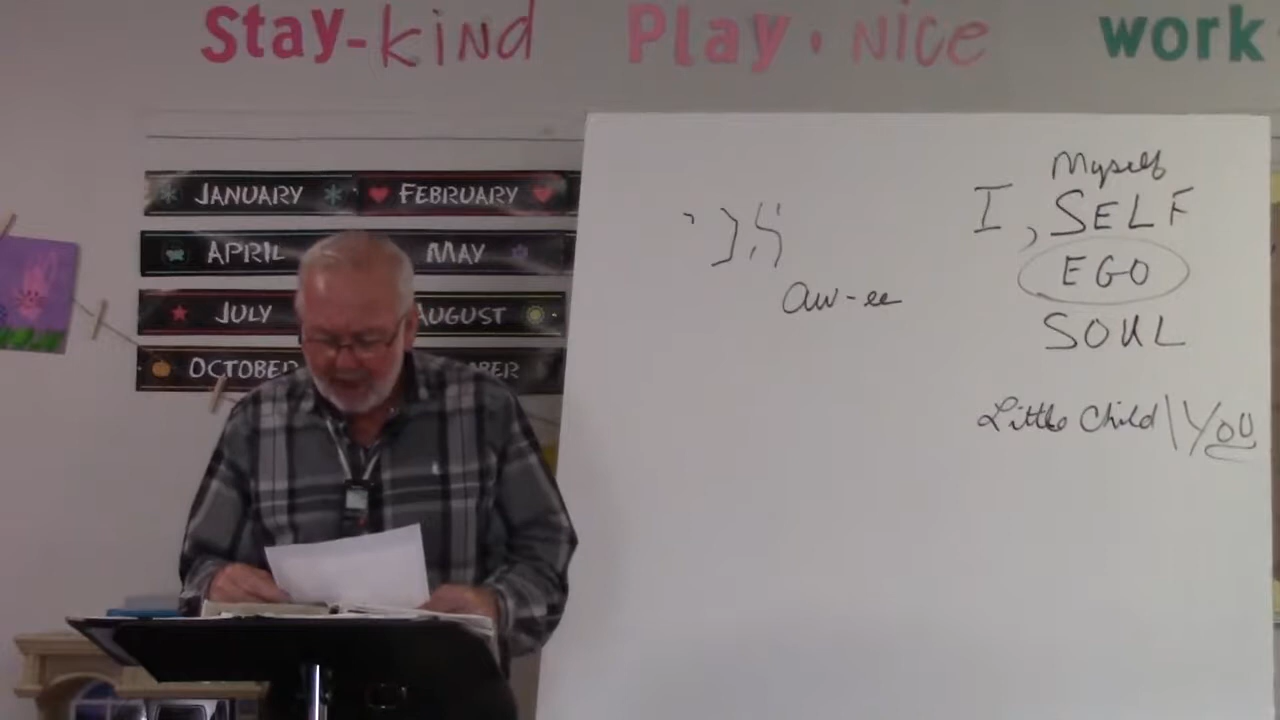 Stay-kind Play · nice work
JANUARY FEBRUARY
APRIL MAY
JULY AUGUST
OCTOBER BER
Myself
I, SELF
EGO
SOUL
aw-ee
Little Child \ YOU